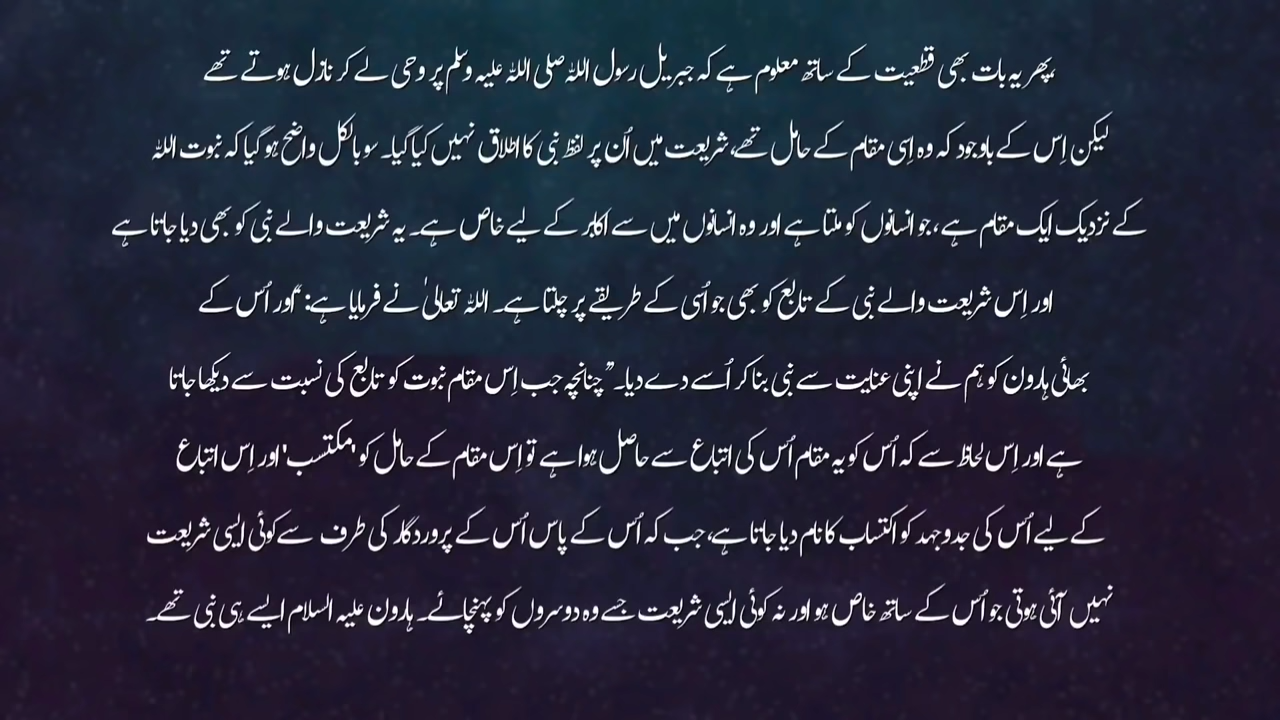 پھر یہ بات بھی قطعیت کے ساتھ معلوم ہے کہ جبریل رسول اللہ صلی اللہ علیہ وسلم پر وحی لے کر نازل ہوتے تھے
لیکن اِس کے باوجود کہ وہ اِسی مقام کے حامل تھے، شریعت میں اُن پر لفظ نبی کا اطلاق نہیں کیا گیا۔ سو بالکل واضح ہو گیا کہ نبوت اللہ
کے نزدیک ایک مقام ہے، جو انسانوں کو ملتا ہے اور وہ انسانوں میں سے اکابر کے لیے خاص ہے۔ یہ شریعت والے نبی کو بھی دیا جاتا ہے
اور اِس شریعت والے نبی کے تابع کو بھی جو اُسی کے طریقے پر چلتا ہے۔ اللہ تعالیٰ نے فرمایا ہے: ”اور اُس کے
بھائی ہارون کو ہم نے اپنی عنایت سے نبی بنا کر اُسے دے دیا۔“ چنانچہ جب اِس مقام نبوت کو تابع کی نسبت سے دیکھا جاتا
ہے اور اِس لحاظ سے کہ اُس کو یہ مقام اُس کی اتباع سے حاصل ہوا ہے تو اِس مقام کے حامل کو 'مکتسب' اور اِس اتباع
کے لیے اُس کی جدوجہد کو اکتساب کا نام دیا جاتا ہے، جب کہ اُس کے پاس اُس کے پروردگار کی طرف سے کوئی ایسی شریعت
نہیں آئی ہوتی جو اُس کے ساتھ خاص ہو اور نہ کوئی ایسی شریعت جسے وہ دوسروں کو پہنچائے۔ ہارون علیہ السلام ایسے ہی نبی تھے۔